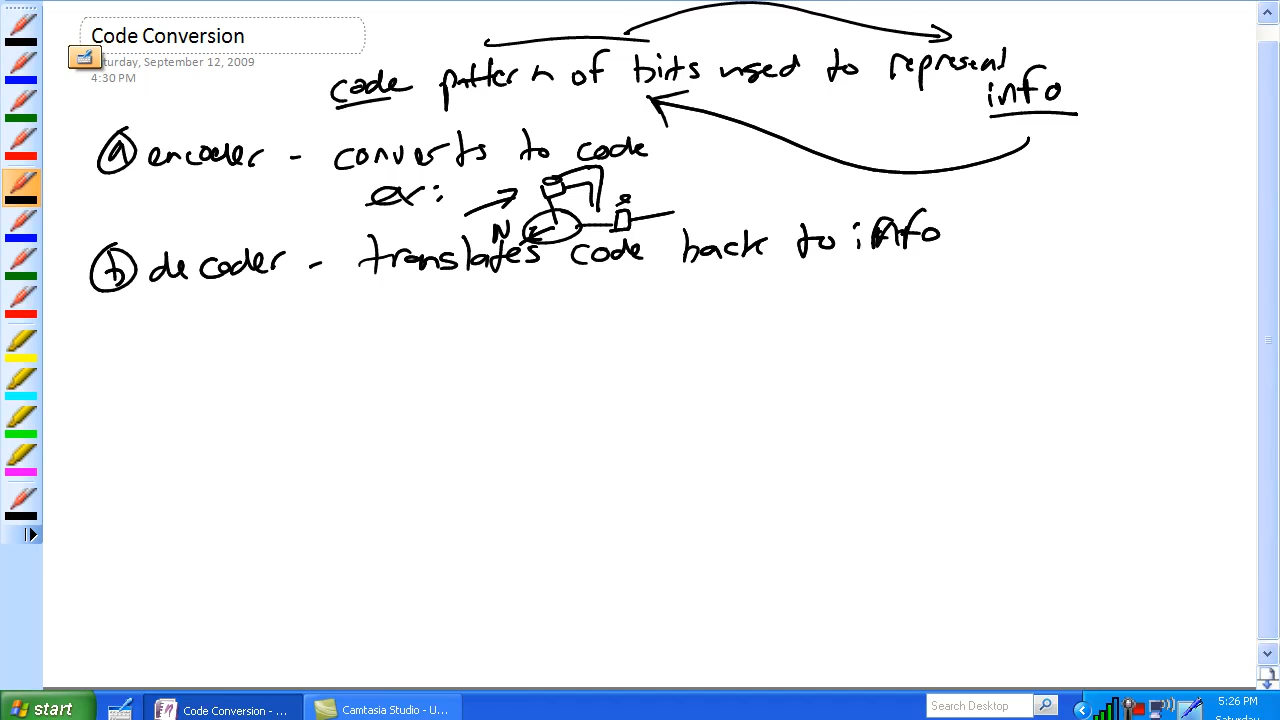 Code Conversion
turday, September 12, 2009
4:30 PM
code pattern of bits used to represent
info
a encoder - converts to code
ex:
N
b decoder - translates code back to info
start
Code Conversion - ...
Camtasia Studio - U...
Search Desktop
5:26 PM
Saturday